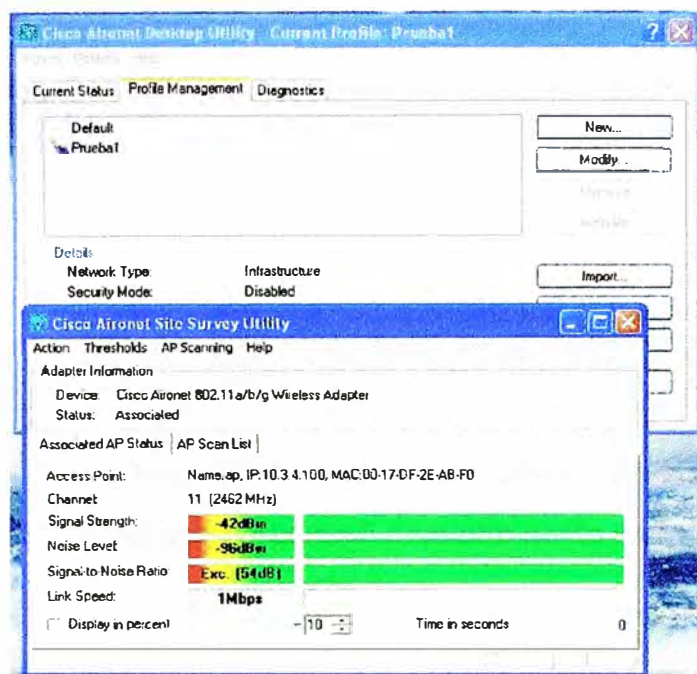 Cisco Aironet Desktop Utility Current Profile: Prueba1
Current Status Profile Management Diagnostics
Default
Prueba1
New...
Modify...
Details
Network Type: Infrastructure
Security Mode: Disabled
Import...
Cisco Aironet Site Survey Utility
Action Thresholds AP Scanning Help
Adapter Information
Device: Cisco Aironet 802.11a/b/g Wireless Adapter
Status: Associated
Associated AP Status AP Scan List
Access Point: Name:ap, IP:10.3.4.100, MAC:00-17-DF-2E-AB-F0
Channel: 11 (2462 MHz)
Signal Strength: -42dBm
Noise Level: -96dBm
Signal-to-Noise Ratio: Exc. (54dB)
Link Speed: 1Mbps
Display in percent -10 Time in seconds 0